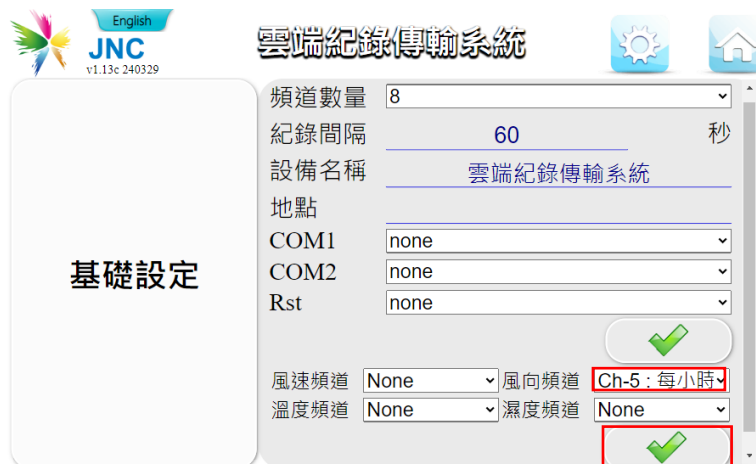 English
JNC
v1.13c 240329
雲端紀錄傳輸系統
基礎設定
頻道數量 8
紀錄間隔 60 秒
設備名稱 雲端紀錄傳輸系統
地點
COM1 none
COM2 none
Rst none
風速頻道 None 風向頻道 Ch-5 : 每小時
溫度頻道 None 濕度頻道 None